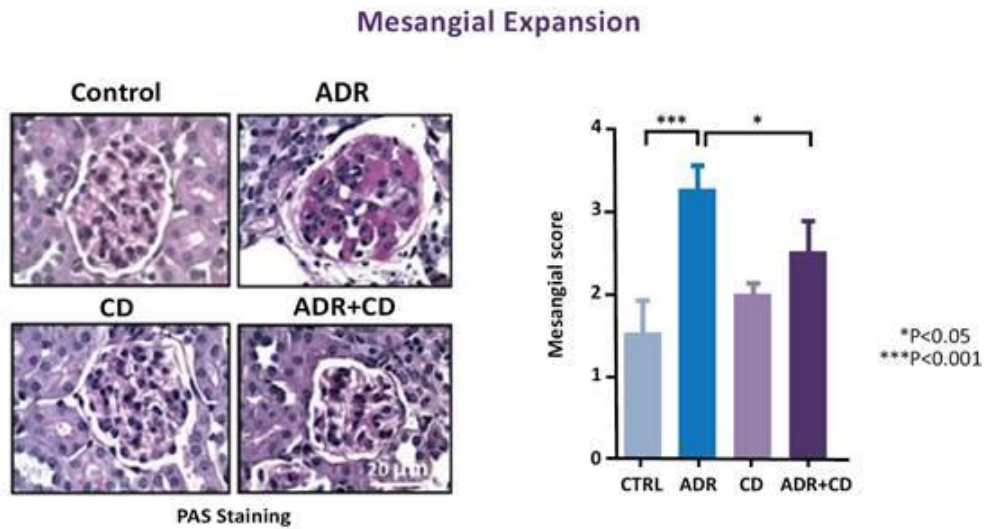 Mesangial Expansion
Control
ADR
CD
ADR+CD
20 µm
PAS Staining
Mesangial score
4
3
2
1
0
***
*
CTRL
ADR
CD
ADR+CD
*P<0.05
***P<0.001